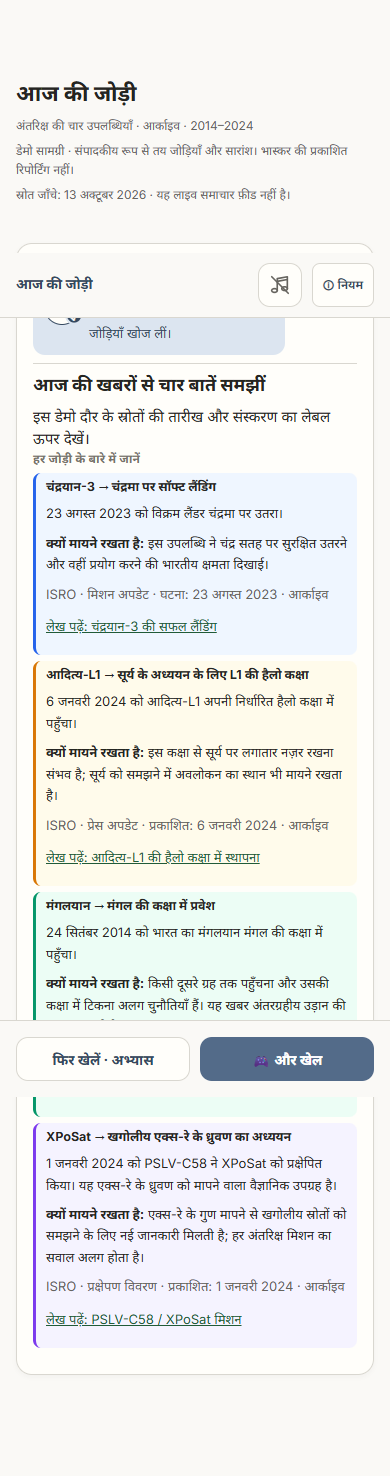 आज की जोड़ी
अंतरिक्ष की चार उपलब्धियाँ · आर्काइव · 2014–2024
डेमो सामग्री · संपादकीय रूप से तय जोड़ियाँ और सारांश। भास्कर की प्रकाशित
रिपोर्टिंग नहीं।
स्रोत जाँचे: 13 अक्टूबर 2026 · यह लाइव समाचार फ़ीड नहीं है।
आज की जोड़ी
नियम
जोड़ियाँ खोज लीं।
आज की खबरों से चार बातें समझीं
इस डेमो दौर के स्रोतों की तारीख और संस्करण का लेबल
ऊपर देखें।
हर जोड़ी के बारे में जानें
चंद्रयान-3 → चंद्रमा पर सॉफ्ट लैंडिंग
23 अगस्त 2023 को विक्रम लैंडर चंद्रमा पर उतरा।
क्यों मायने रखता है: इस उपलब्धि ने चंद्र सतह पर सुरक्षित उतरने
और वहीं प्रयोग करने की भारतीय क्षमता दिखाई।
ISRO · मिशन अपडेट · घटना: 23 अगस्त 2023 · आर्काइव
लेख पढ़ें: चंद्रयान-3 की सफल लैंडिंग
आदित्य-L1 → सूर्य के अध्ययन के लिए L1 की हैलो कक्षा
6 जनवरी 2024 को आदित्य-L1 अपनी निर्धारित हैलो कक्षा में
पहुँचा।
क्यों मायने रखता है: इस कक्षा से सूर्य पर लगातार नज़र रखना
संभव है; सूर्य को समझने में अवलोकन का स्थान भी मायने रखता
है।
ISRO · प्रेस अपडेट · प्रकाशित: 6 जनवरी 2024 · आर्काइव
लेख पढ़ें: आदित्य-L1 की हैलो कक्षा में स्थापना
मंगलयान → मंगल की कक्षा में प्रवेश
24 सितंबर 2014 को भारत का मंगलयान मंगल की कक्षा में
पहुँचा।
क्यों मायने रखता है: किसी दूसरे ग्रह तक पहुँचना और उसकी
कक्षा में टिकना अलग चुनौतियाँ हैं। यह खबर अंतरग्रहीय उड़ान की
फिर खेलें · अभ्यास
और खेल
XPoSat → खगोलीय एक्स-रे के ध्रुवण का अध्ययन
1 जनवरी 2024 को PSLV-C58 ने XPoSat को प्रक्षेपित
किया। यह एक्स-रे के ध्रुवण को मापने वाला वैज्ञानिक उपग्रह है।
क्यों मायने रखता है: एक्स-रे के गुण मापने से खगोलीय स्रोतों को
समझने के लिए नई जानकारी मिलती है; हर अंतरिक्ष मिशन का
सवाल अलग होता है।
ISRO · प्रक्षेपण विवरण · प्रकाशित: 1 जनवरी 2024 · आर्काइव
लेख पढ़ें: PSLV-C58 / XPoSat मिशन